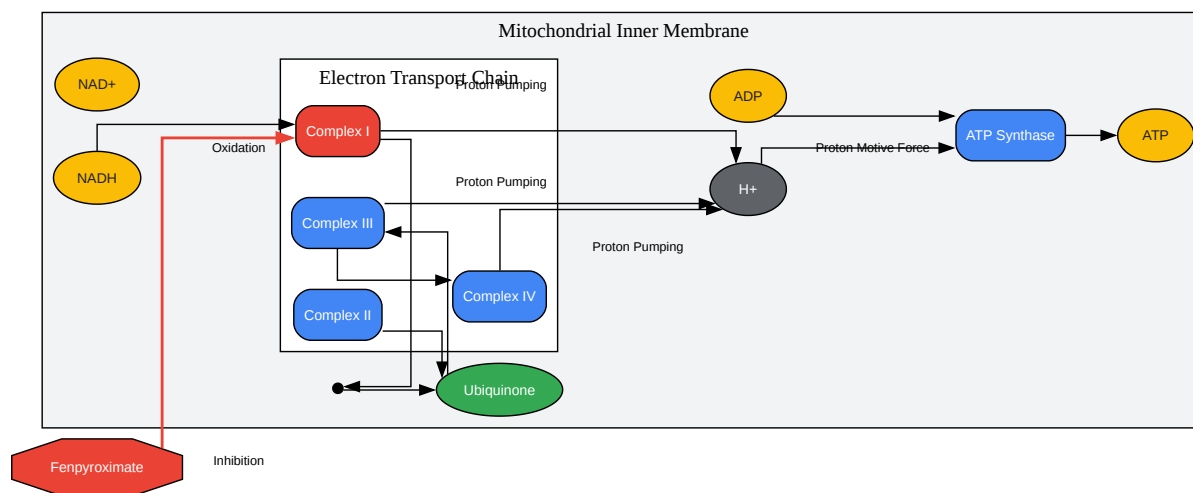 Mitochondrial Inner Membrane
Electron Transport Chain
Proton Pumping
NAD+
ADP
Complex I
ATP Synthase
ATP
Oxidation
Proton Motive Force
NADH
Proton Pumping
H+
Complex III
Proton Pumping
Complex IV
Complex II
Ubiquinone
Fenpyroximate
Inhibition